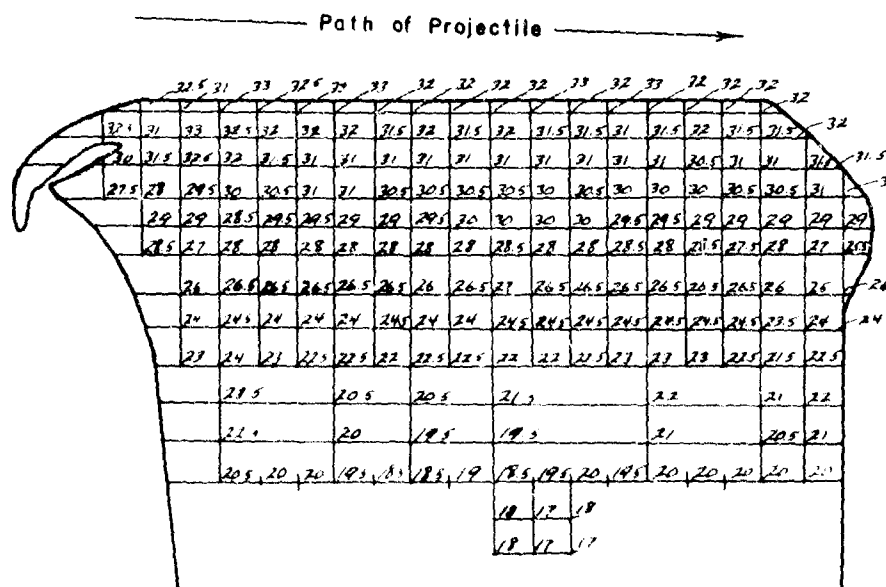 Path of Projectile
32.5 31 33 32.5 33 32 32 32 32 33 32 33 32 32 32
32
31 33 32.5 32 32 32 31.5 32 31.5 32 31.5 31.5 31 31.5 32 31.5 31.5 32
30 31.5 32.5 32 31.5 31 31 31 31 31 31 31 31 31 31 30.5 31 31 31.5
27.5 28 29.5 30 30.5 31 31 30.5 30.5 30.5 30.5 30 30.5 30 30 30 30.5 30.5 31
29 29 28.5 29.5 29.5 29 29 29.5 30 30 30 30 29.5 29.5 29 29 29 29 29
28.5 27 28 28 28 28 28 28 28 28.5 28 28 28.5 28 27.5 28 27
26 26.5 26.5 26.5 26.5 26.5 26 26.5 27 26.5 26.5 26.5 26.5 26.5 26.5 26 26
24 24.5 24 24 24 24.5 24 24 24.5 24.5 24.5 24.5 24.5 24.5 24.5 23.5 24 24
23 24 23 22.5 22.5 22 22.5 22.5 22 22 22.5 23 23 23 22.5 21.5 22.5
20.5 20.5 21.5 22 21 22
20 19.5 19.5 21 20.5 21
20.5 20 20 19.5 18.5 18.5 19 18.5 19.5 20 19.5 20 20 20 20 20
18 17 18
18 17 17